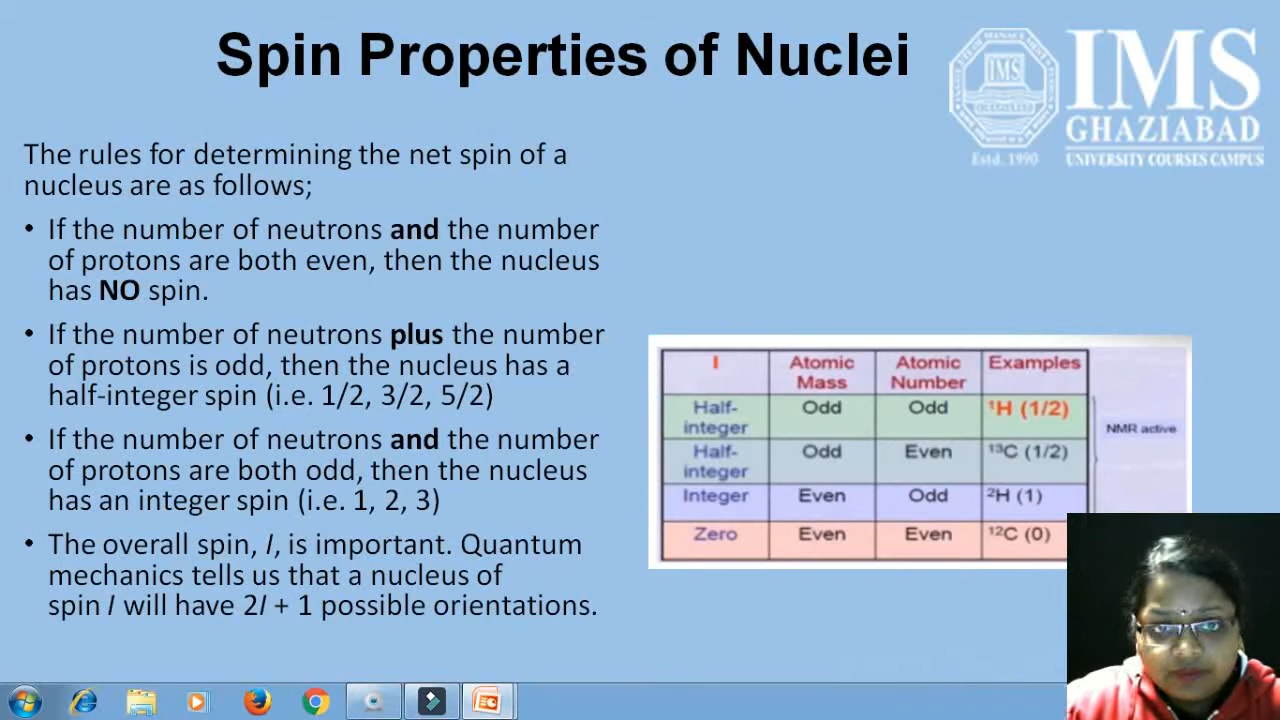 Spin Properties of Nuclei
IMS
IMS
GHAZIABAD
Estd. 1990
UNIVERSITY COURSES CAMPUS
The rules for determining the net spin of a
nucleus are as follows;
• If the number of neutrons and the number
of protons are both even, then the nucleus
has NO spin.
• If the number of neutrons plus the number
of protons is odd, then the nucleus has a
half-integer spin (i.e. 1/2, 3/2, 5/2)
• If the number of neutrons and the number
of protons are both odd, then the nucleus
has an integer spin (i.e. 1, 2, 3)
• The overall spin, I, is important. Quantum
mechanics tells us that a nucleus of
spin I will have 2I + 1 possible orientations.
I Atomic Mass Atomic Number Examples
Half-integer Odd Odd ¹H (1/2)
NMR active
Half-integer Odd Even ¹³C (1/2)
Integer Even Odd ²H (1)
Zero Even Even ¹²C (0)